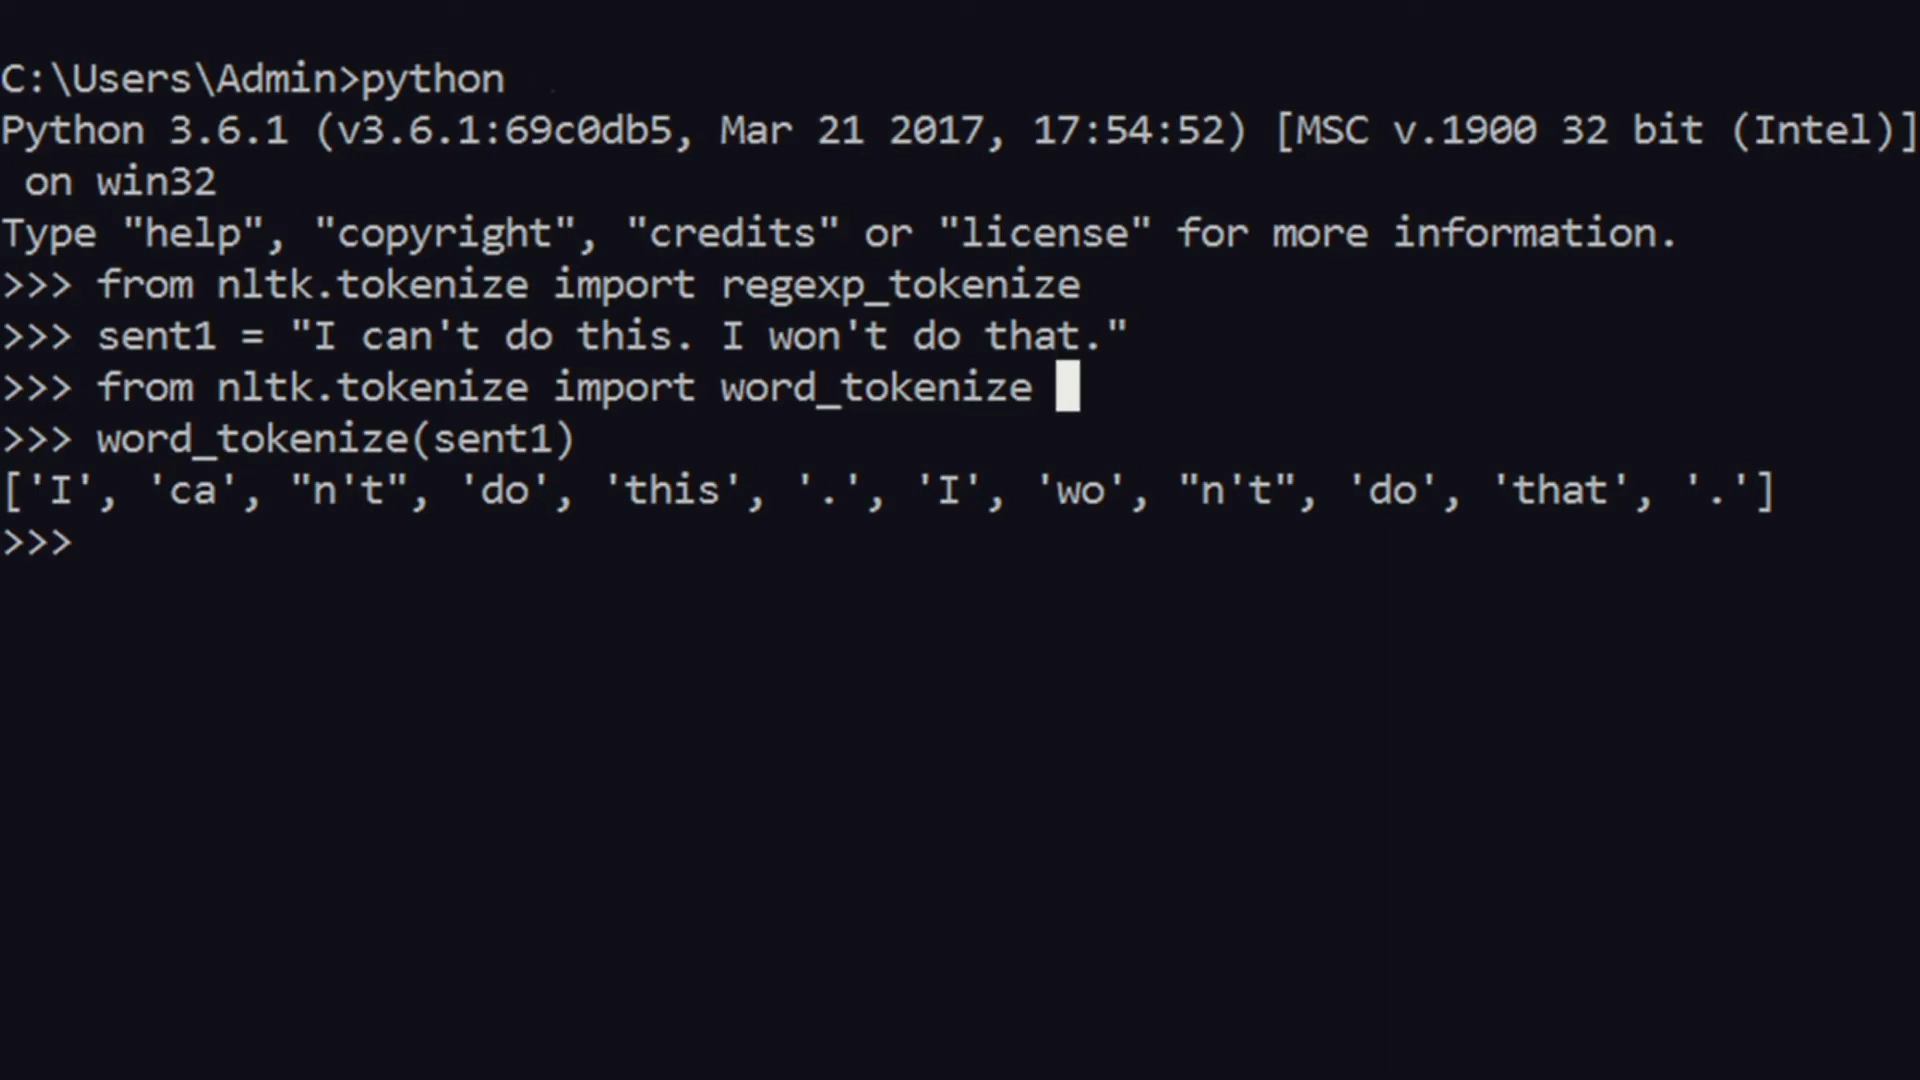 C:\Users\Admin>python
Python 3.6.1 (v3.6.1:69c0db5, Mar 21 2017, 17:54:52) [MSC v.1900 32 bit (Intel)]
 on win32
Type "help", "copyright", "credits" or "license" for more information.
>>> from nltk.tokenize import regexp_tokenize
>>> sent1 = "I can't do this. I won't do that."
>>> from nltk.tokenize import word_tokenize
>>> word_tokenize(sent1)
['I', 'ca', "n't", 'do', 'this', '.', 'I', 'wo', "n't", 'do', 'that', '.']
>>>